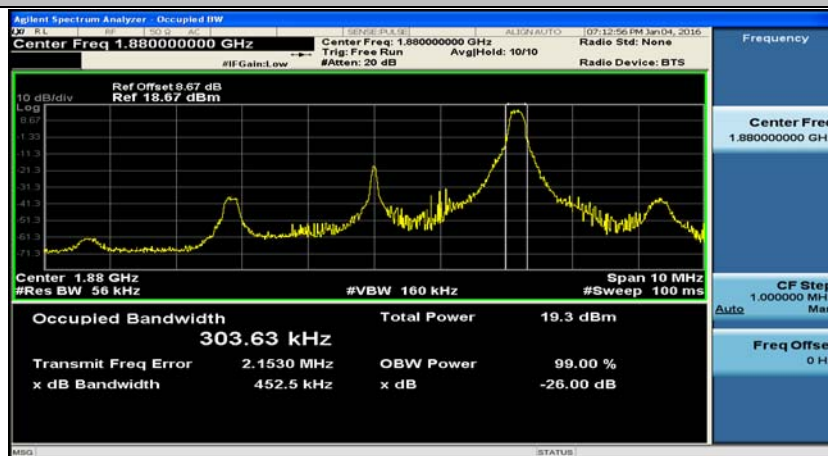 Agilent Spectrum Analyzer - Occupied BW
LXI RL RF 50 Ω AC SENSE:PULSE ALIGN AUTO 07:12:56 PM Jan 04, 2016
Center Freq 1.880000000 GHz Center Freq: 1.880000000 GHz Radio Std: None
Trig: Free Run Avg|Hold: 10/10
#IFGain:Low #Atten: 20 dB Radio Device: BTS
Ref Offset 8.67 dB
10 dB/div Ref 18.67 dBm
Log
8.67
-1.33
-11.3
-21.3
-31.3
-41.3
-51.3
-61.3
-71.3
Center 1.88 GHz Span 10 MHz
#Res BW 56 kHz #VBW 160 kHz #Sweep 100 ms
Occupied Bandwidth Total Power 19.3 dBm
303.63 kHz
Transmit Freq Error 2.1530 MHz OBW Power 99.00 %
x dB Bandwidth 452.5 kHz x dB -26.00 dB
MSG STATUS
Frequency
Center Fre
1.880000000 GH
CF Step
1.000000 MH
Auto Ma
Freq Offse
0 H